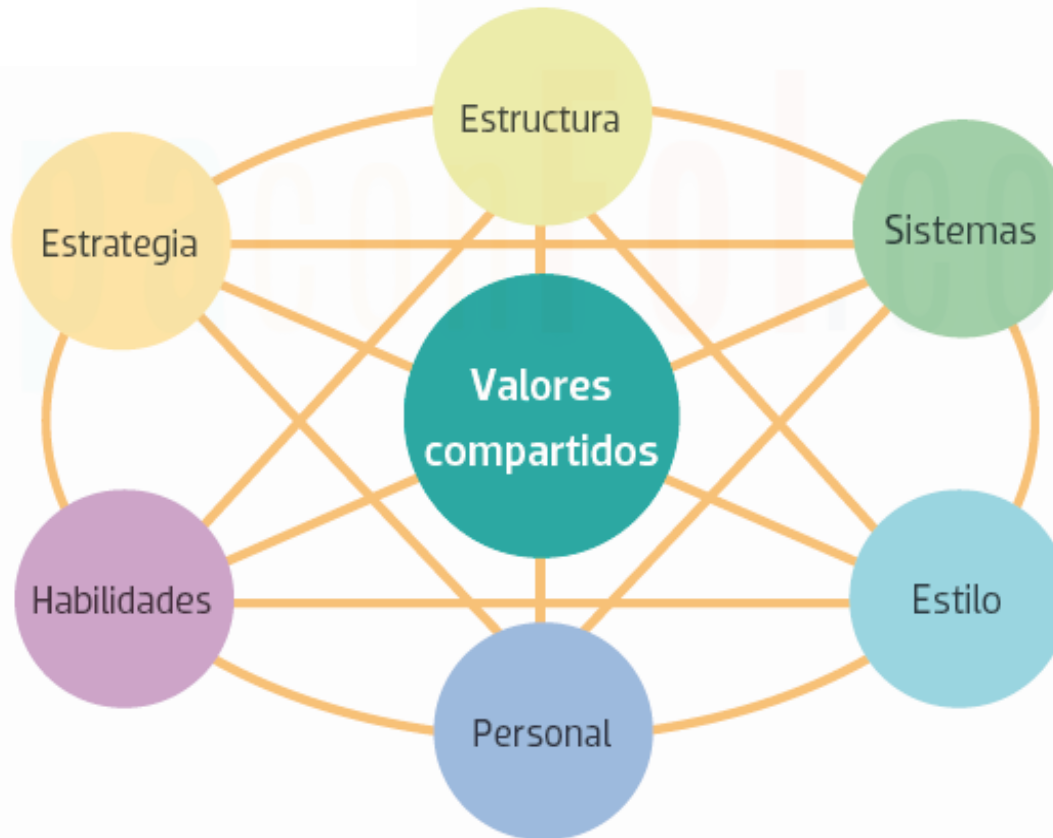 Estructura
Estrategia
Sistemas
Valores
compartidos
Habilidades
Estilo
Personal